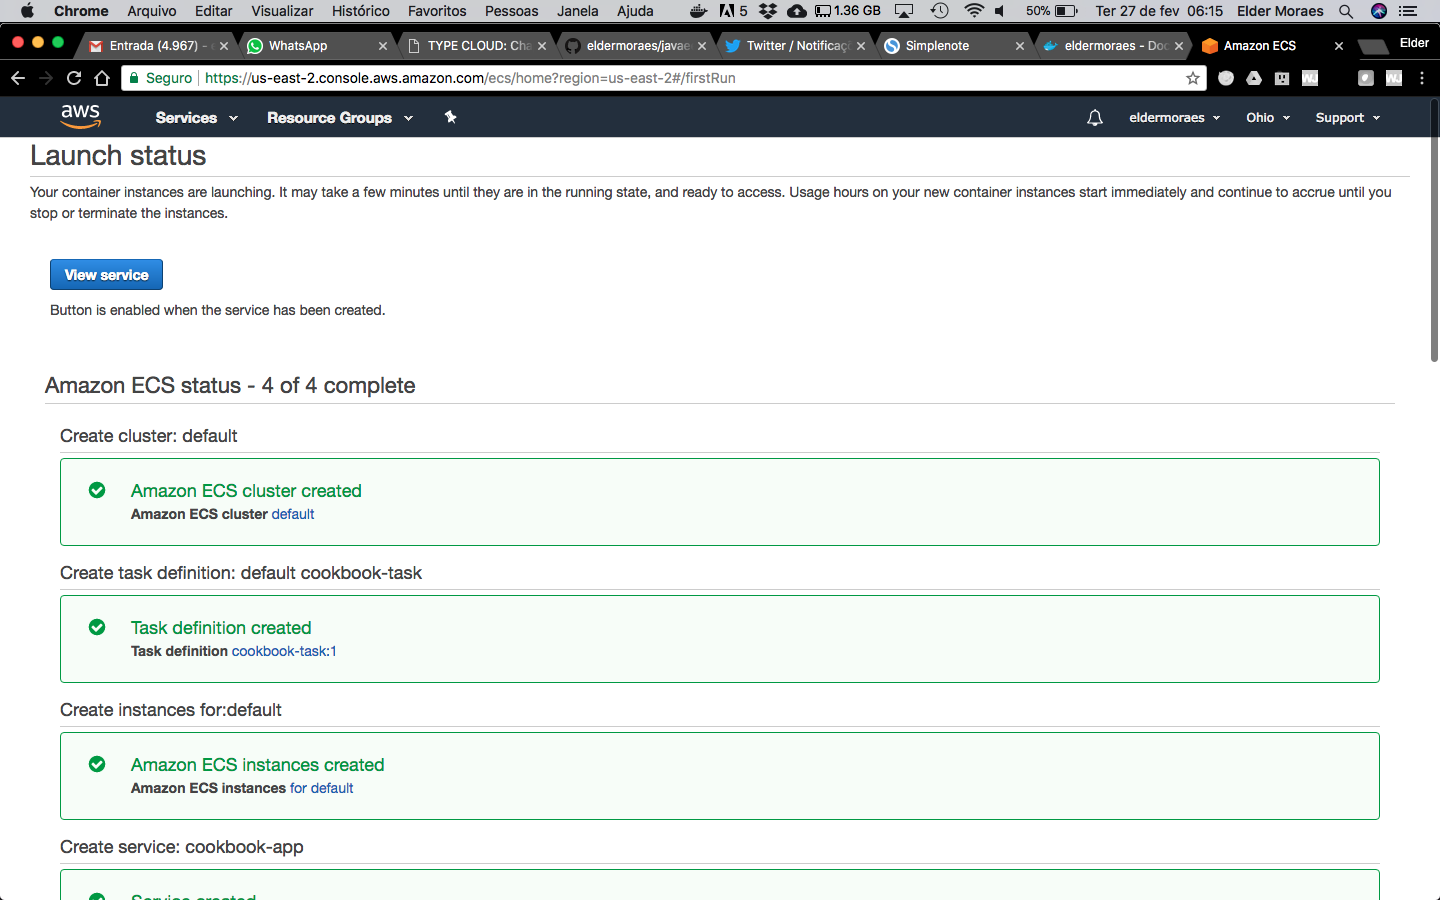 Chrome Arquivo Editar Visualizar Histórico Favoritos Pessoas Janela Ajuda 5 1.36 GB 50% Ter 27 de fev 06:15 Elder Moraes
Entrada (4.967) - WhatsApp TYPE CLOUD: Cha eldermoraes/javae Twitter / Notificaç Simplenote eldermoraes - Doc Amazon ECS Elder
Seguro https://us-east-2.console.aws.amazon.com/ecs/home?region=us-east-2#/firstRun
aws Services Resource Groups eldermoraes Ohio Support
Launch status
Your container instances are launching. It may take a few minutes until they are in the running state, and ready to access. Usage hours on your new container instances start immediately and continue to accrue until you
stop or terminate the instances.
View service
Button is enabled when the service has been created.
Amazon ECS status - 4 of 4 complete
Create cluster: default
Amazon ECS cluster created
Amazon ECS cluster default
Create task definition: default cookbook-task
Task definition created
Task definition cookbook-task:1
Create instances for:default
Amazon ECS instances created
Amazon ECS instances for default
Create service: cookbook-app
Service created